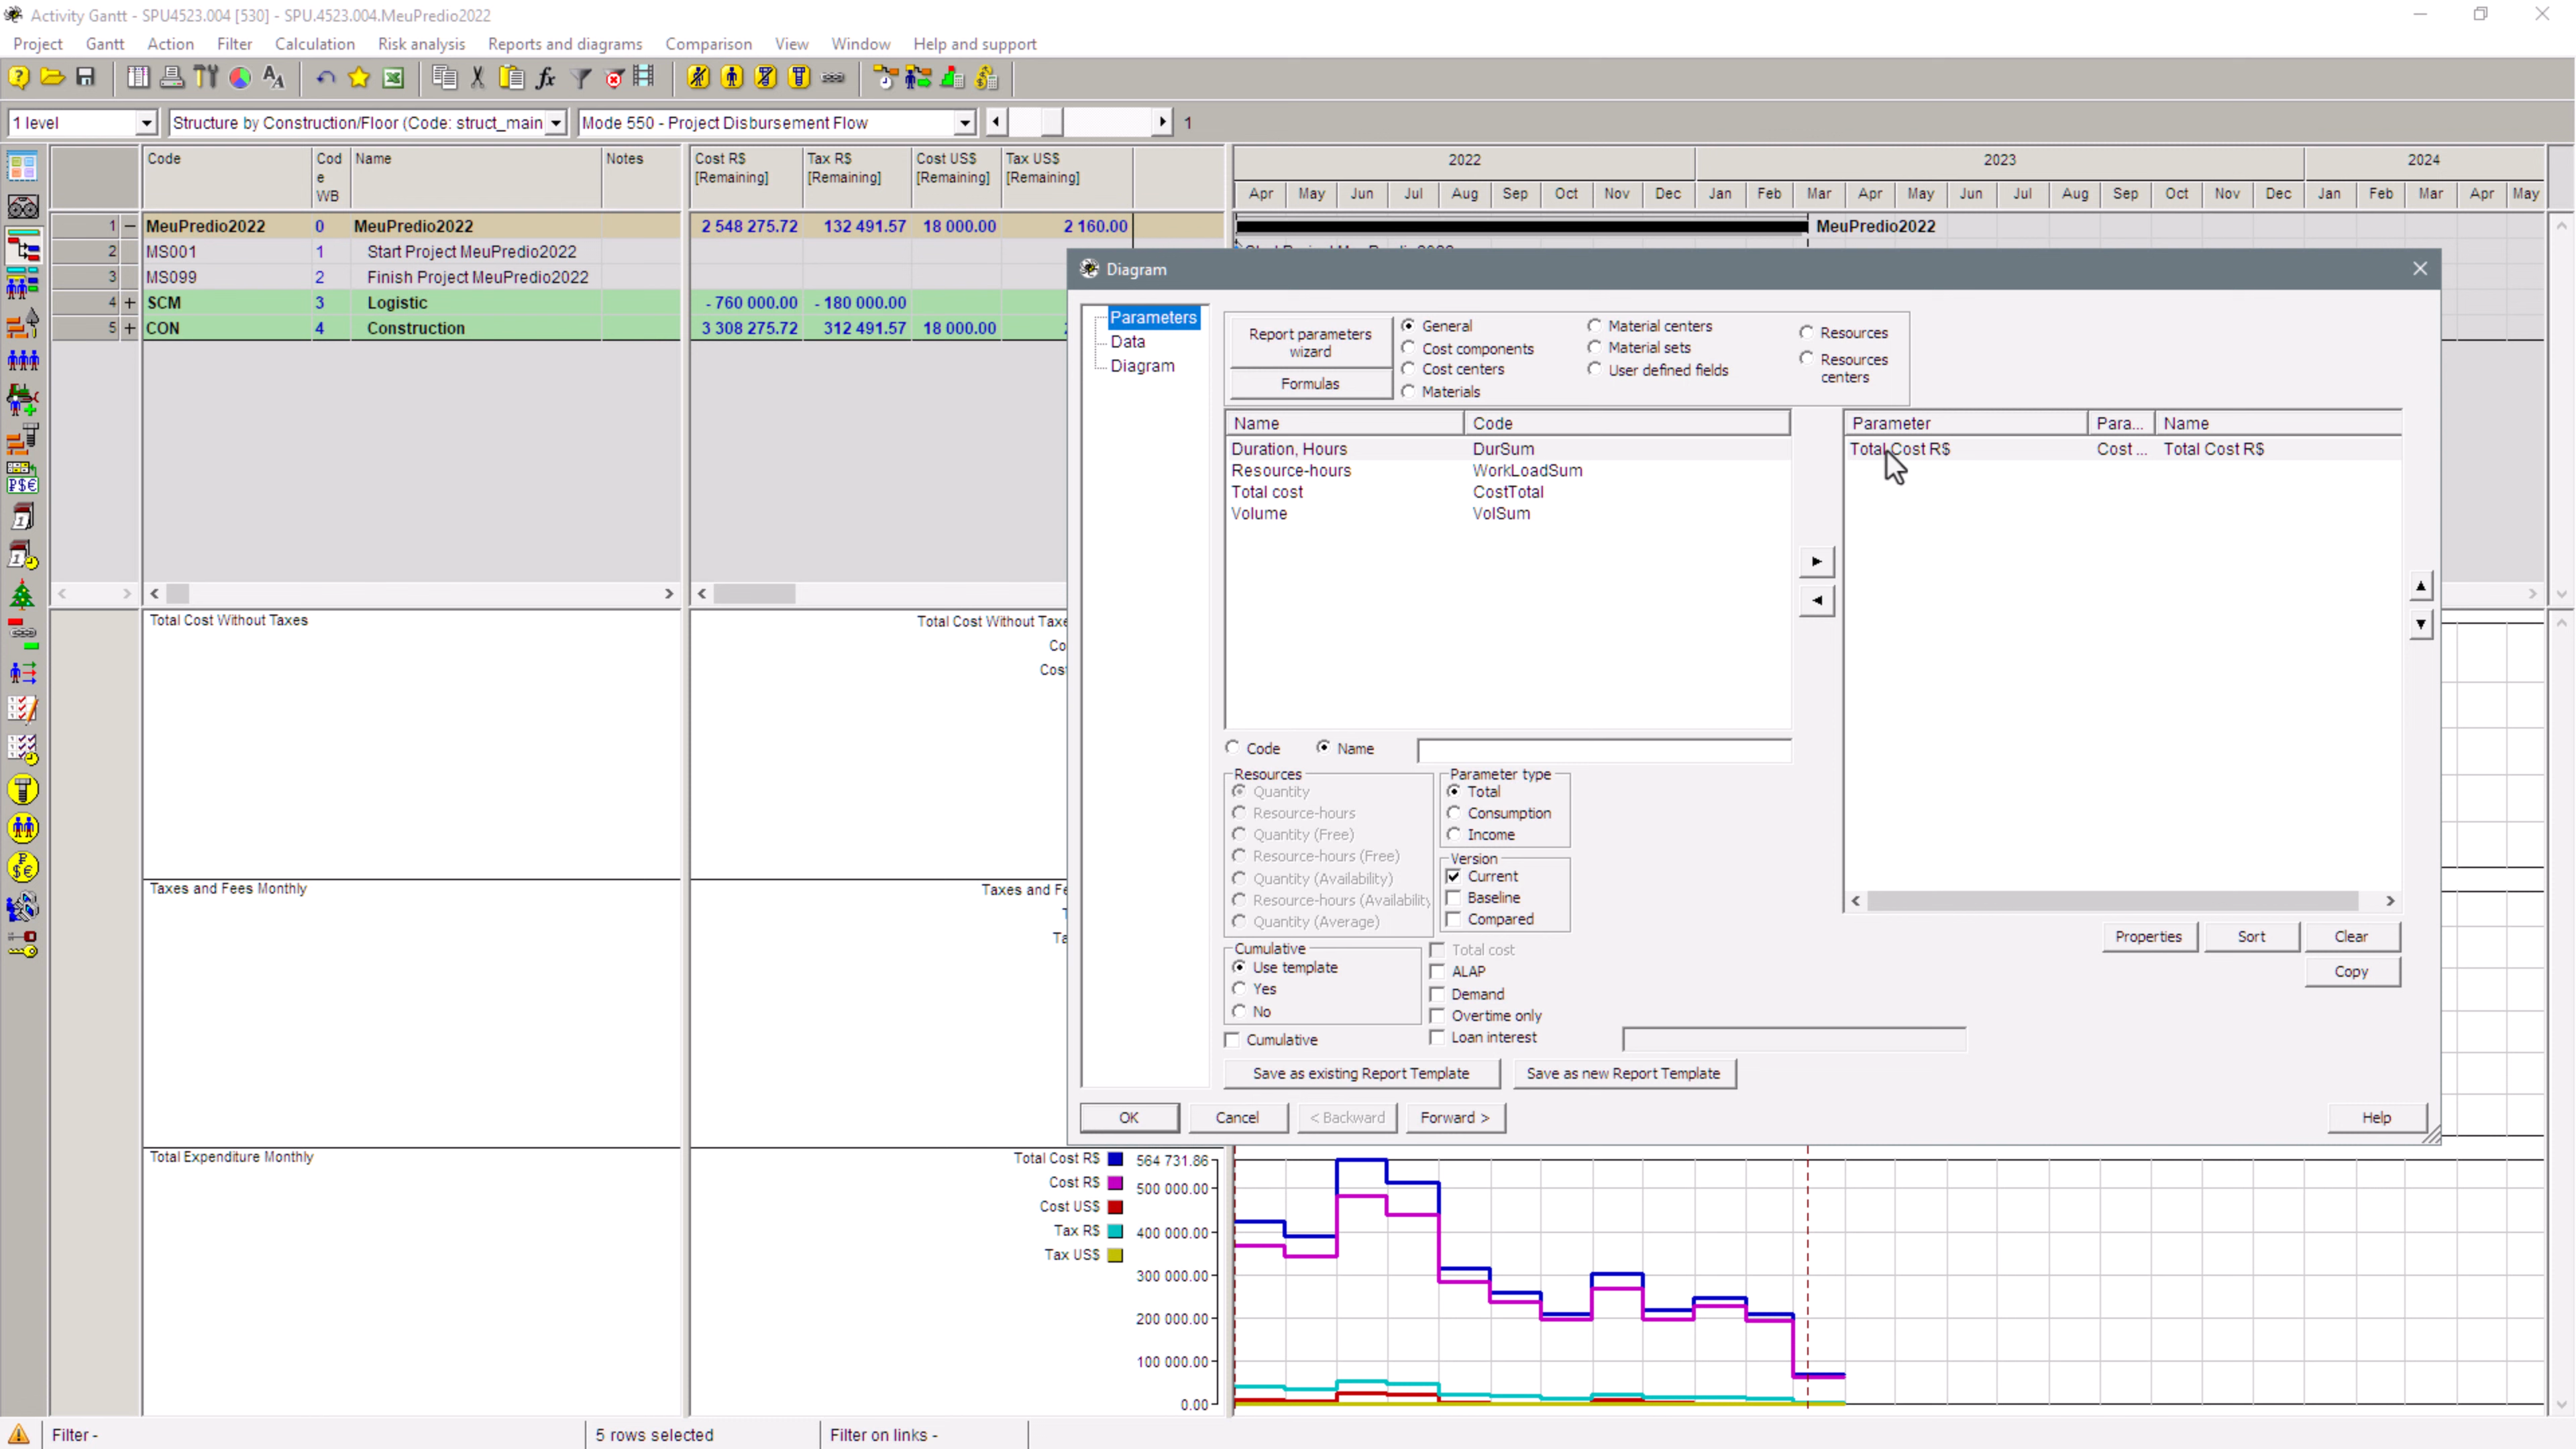 Activity Gantt - SPU4523.004 [530] - SPU.4523.004.MeuPredio2022
Project Gantt Action Filter Calculation Risk analysis Reports and diagrams Comparison View Window Help and support
1 level Structure by Construction/Floor (Code: struct_main Mode 550 - Project Disbursement Flow 1
Code Cod e WB Name Notes Cost R$ [Remaining] Tax R$ [Remaining] Cost US$ [Remaining] Tax US$ [Remaining]
2022 2023 2024
Apr May Jun Jul Aug Sep Oct Nov Dec Jan Feb Mar Apr May Jun Jul Aug Sep Oct Nov Dec Jan Feb Mar Apr May
1 MeuPredio2022 0 MeuPredio2022 2 548 275.72 132 491.57 18 000.00 2 160.00 MeuPredio2022
2 MS001 1 Start Project MeuPredio2022
3 MS099 2 Finish Project MeuPredio2022
4 + SCM 3 Logistic - 760 000.00 - 180 000.00
5 + CON 4 Construction 3 308 275.72 312 491.57 18 000.00
Diagram
Parameters
Data
Diagram
Report parameters wizard
Formulas
General
Cost components
Cost centers
Materials
Material centers
Material sets
User defined fields
Resources
Resources centers
Name Code
Duration, Hours DurSum
Resource-hours WorkLoadSum
Total cost CostTotal
Volume VolSum
Parameter Para... Name
Total Cost R$ Cost ... Total Cost R$
Code Name
Resources
Quantity
Resource-hours
Quantity (Free)
Resource-hours (Free)
Quantity (Availability)
Resource-hours (Availability
Quantity (Average)
Parameter type
Total
Consumption
Income
Version
Current
Baseline
Compared
Cumulative
Use template
Yes
No
Cumulative
Total cost
ALAP
Demand
Overtime only
Loan interest
Properties Sort Clear
Copy
Save as existing Report Template Save as new Report Template
OK Cancel < Backward Forward > Help
Total Cost Without Taxes
Total Cost Without Taxe
Co
Cos
Taxes and Fees Monthly
Taxes and Fe
Ta
Total Expenditure Monthly
Total Cost R$ 564 731.86
Cost R$ 500 000.00
Cost US$
Tax R$ 400 000.00
Tax US$
300 000.00
200 000.00
100 000.00
0.00
Filter - 5 rows selected Filter on links -